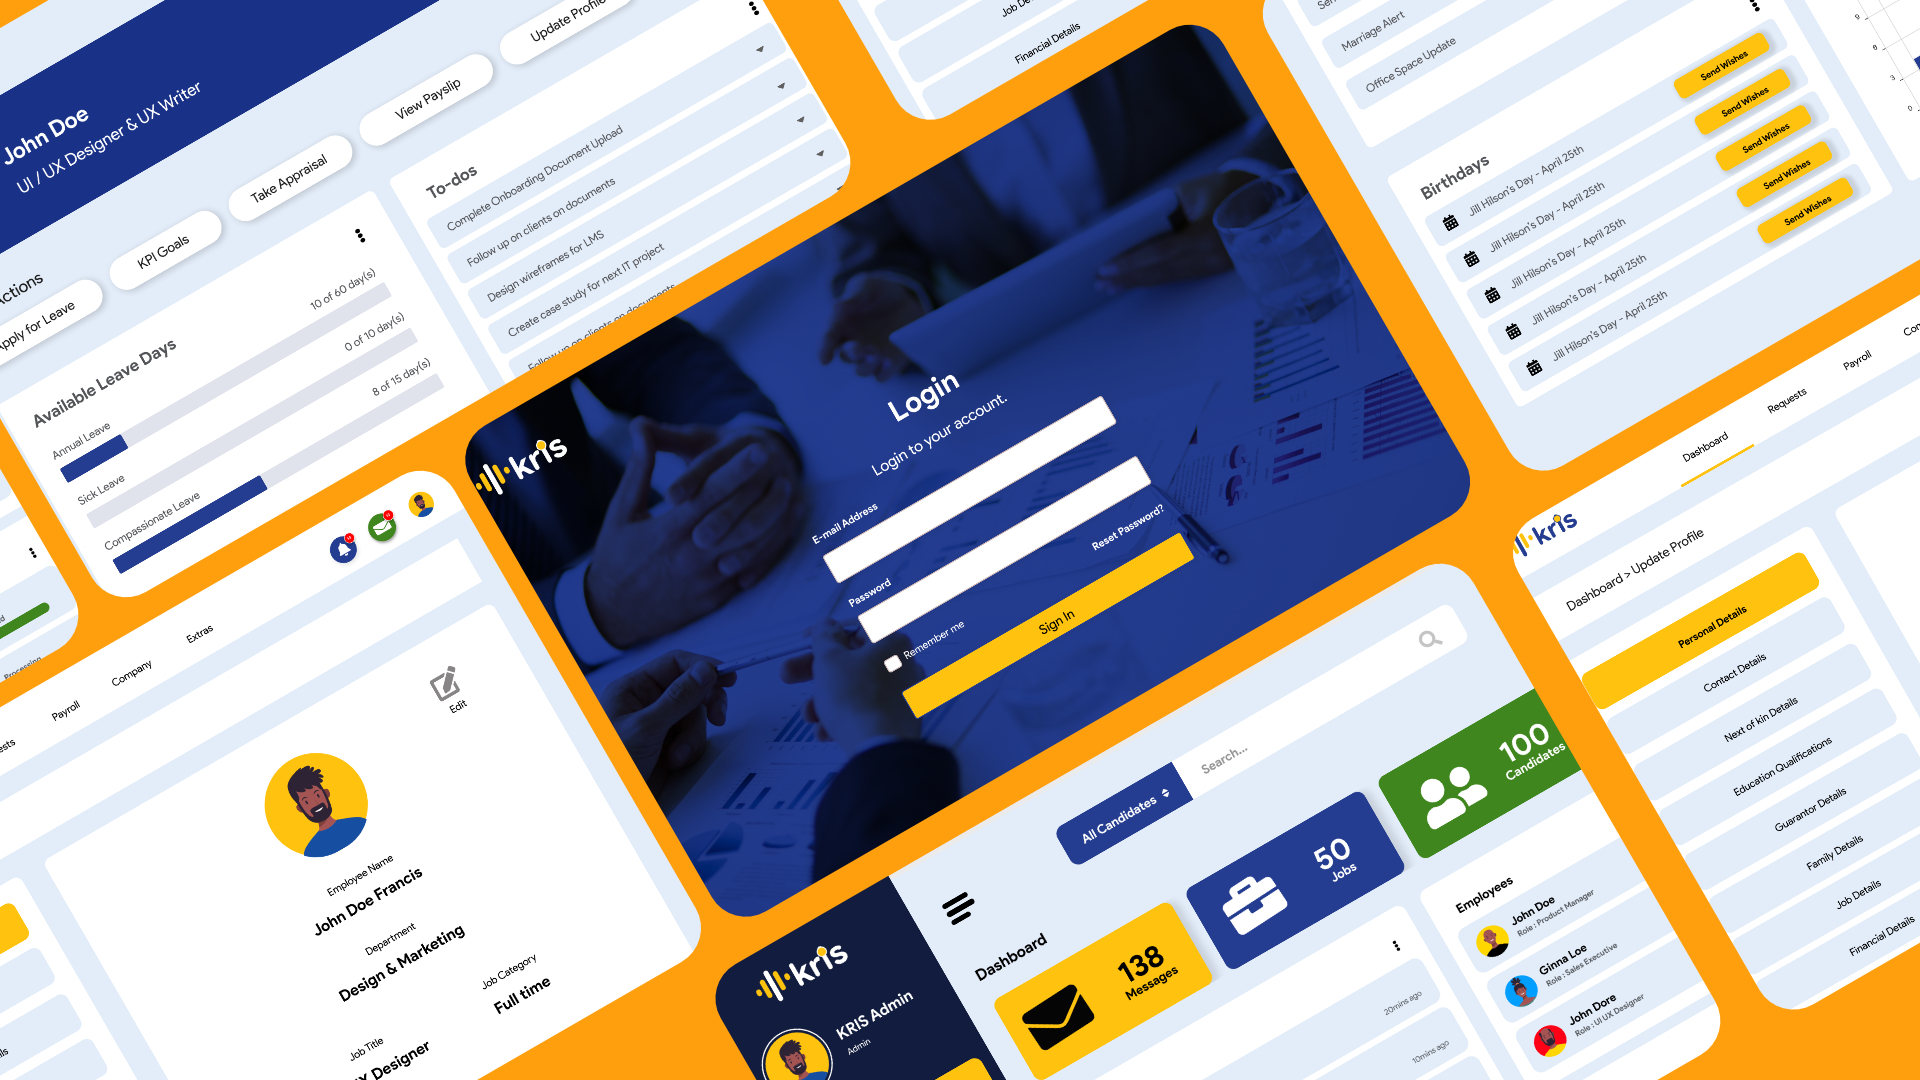 John Doe
UI / UX Designer & UX Writer
Apply for Leave
KPI Goals
Take Appraisal
View Payslip
Update Profile
Available Leave Days
Annual Leave
10 of 60 day(s)
Sick Leave
0 of 10 day(s)
Compassionate Leave
8 of 15 day(s)
To-dos
Complete Onboarding Document Upload
Follow up on clients on documents
Design wireframes for LMS
Create case study for next IT project
Follow up on clients on documents
Financial Details
Marriage Alert
Office Space Update
Birthdays
Jill Hilson's Day - April 25th
Send Wishes
Jill Hilson's Day - April 25th
Send Wishes
Jill Hilson's Day - April 25th
Send Wishes
Jill Hilson's Day - April 25th
Send Wishes
Jill Hilson's Day - April 25th
Send Wishes
9
6
3
0
kris
Login
Login to your account.
E-mail Address
Password
Reset Password?
Remember me
Sign In
Processing
Payroll
Company
Extras
Edit
Employee Name
John Doe Francis
Department
Design & Marketing
Job Category
Full time
Job Title
UX Designer
kris
KRIS Admin
Admin
All Candidates
Search...
Dashboard
138
Messages
50
Jobs
100
Candidates
20mins ago
10mins ago
Employees
John Doe
Role : Product Manager
Ginna Loe
Role : Sales Executive
John Dore
Role : UI UX Designer
kris
Dashboard
Requests
Payroll
Dashboard > Update Profile
Personal Details
Contact Details
Next of kin Details
Education Qualifications
Guarantor Details
Family Details
Job Details
Financial Details